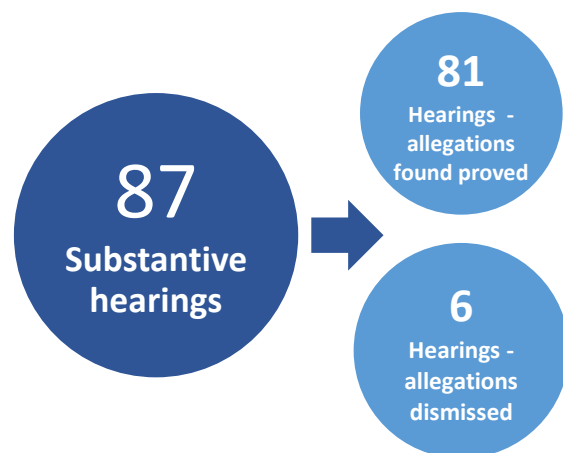 87
Substantive
hearings
81
Hearings -
allegations
found proved
6
Hearings -
allegations
dismissed